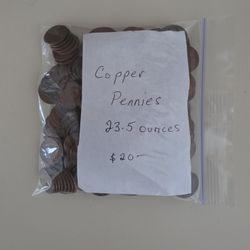 Copper
Pennies
23.5 ounces
$20-